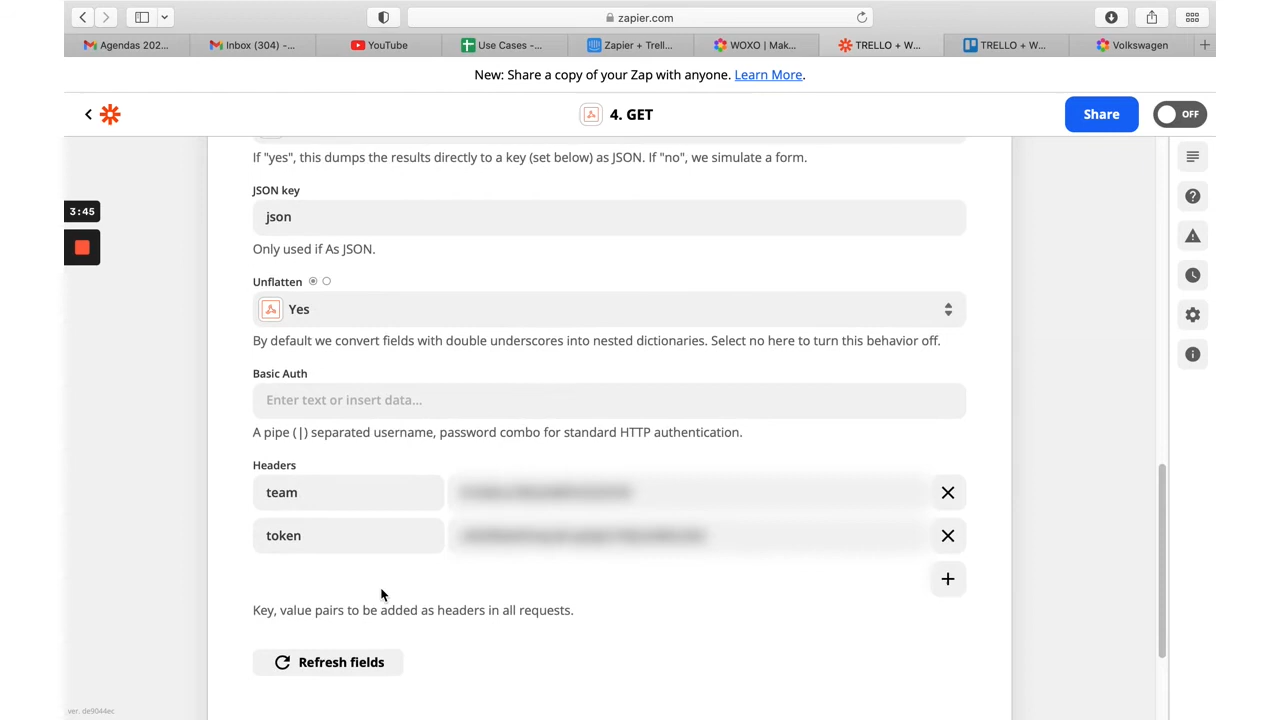 zapier.com
Agendas 202...
Inbox (304) -...
YouTube
Use Cases -...
Zapier + Trell...
WOXO | Mak...
TRELLO + W...
TRELLO + W...
Volkswagen
New: Share a copy of your Zap with anyone. Learn More.
4. GET
Share
OFF
If "yes", this dumps the results directly to a key (set below) as JSON. If "no", we simulate a form.
JSON key
3:45
json
Only used if As JSON.
Unflatten
Yes
By default we convert fields with double underscores into nested dictionaries. Select no here to turn this behavior off.
Basic Auth
Enter text or insert data...
A pipe (|) separated username, password combo for standard HTTP authentication.
Headers
team
token
Key, value pairs to be added as headers in all requests.
Refresh fields
ver. de9044ec